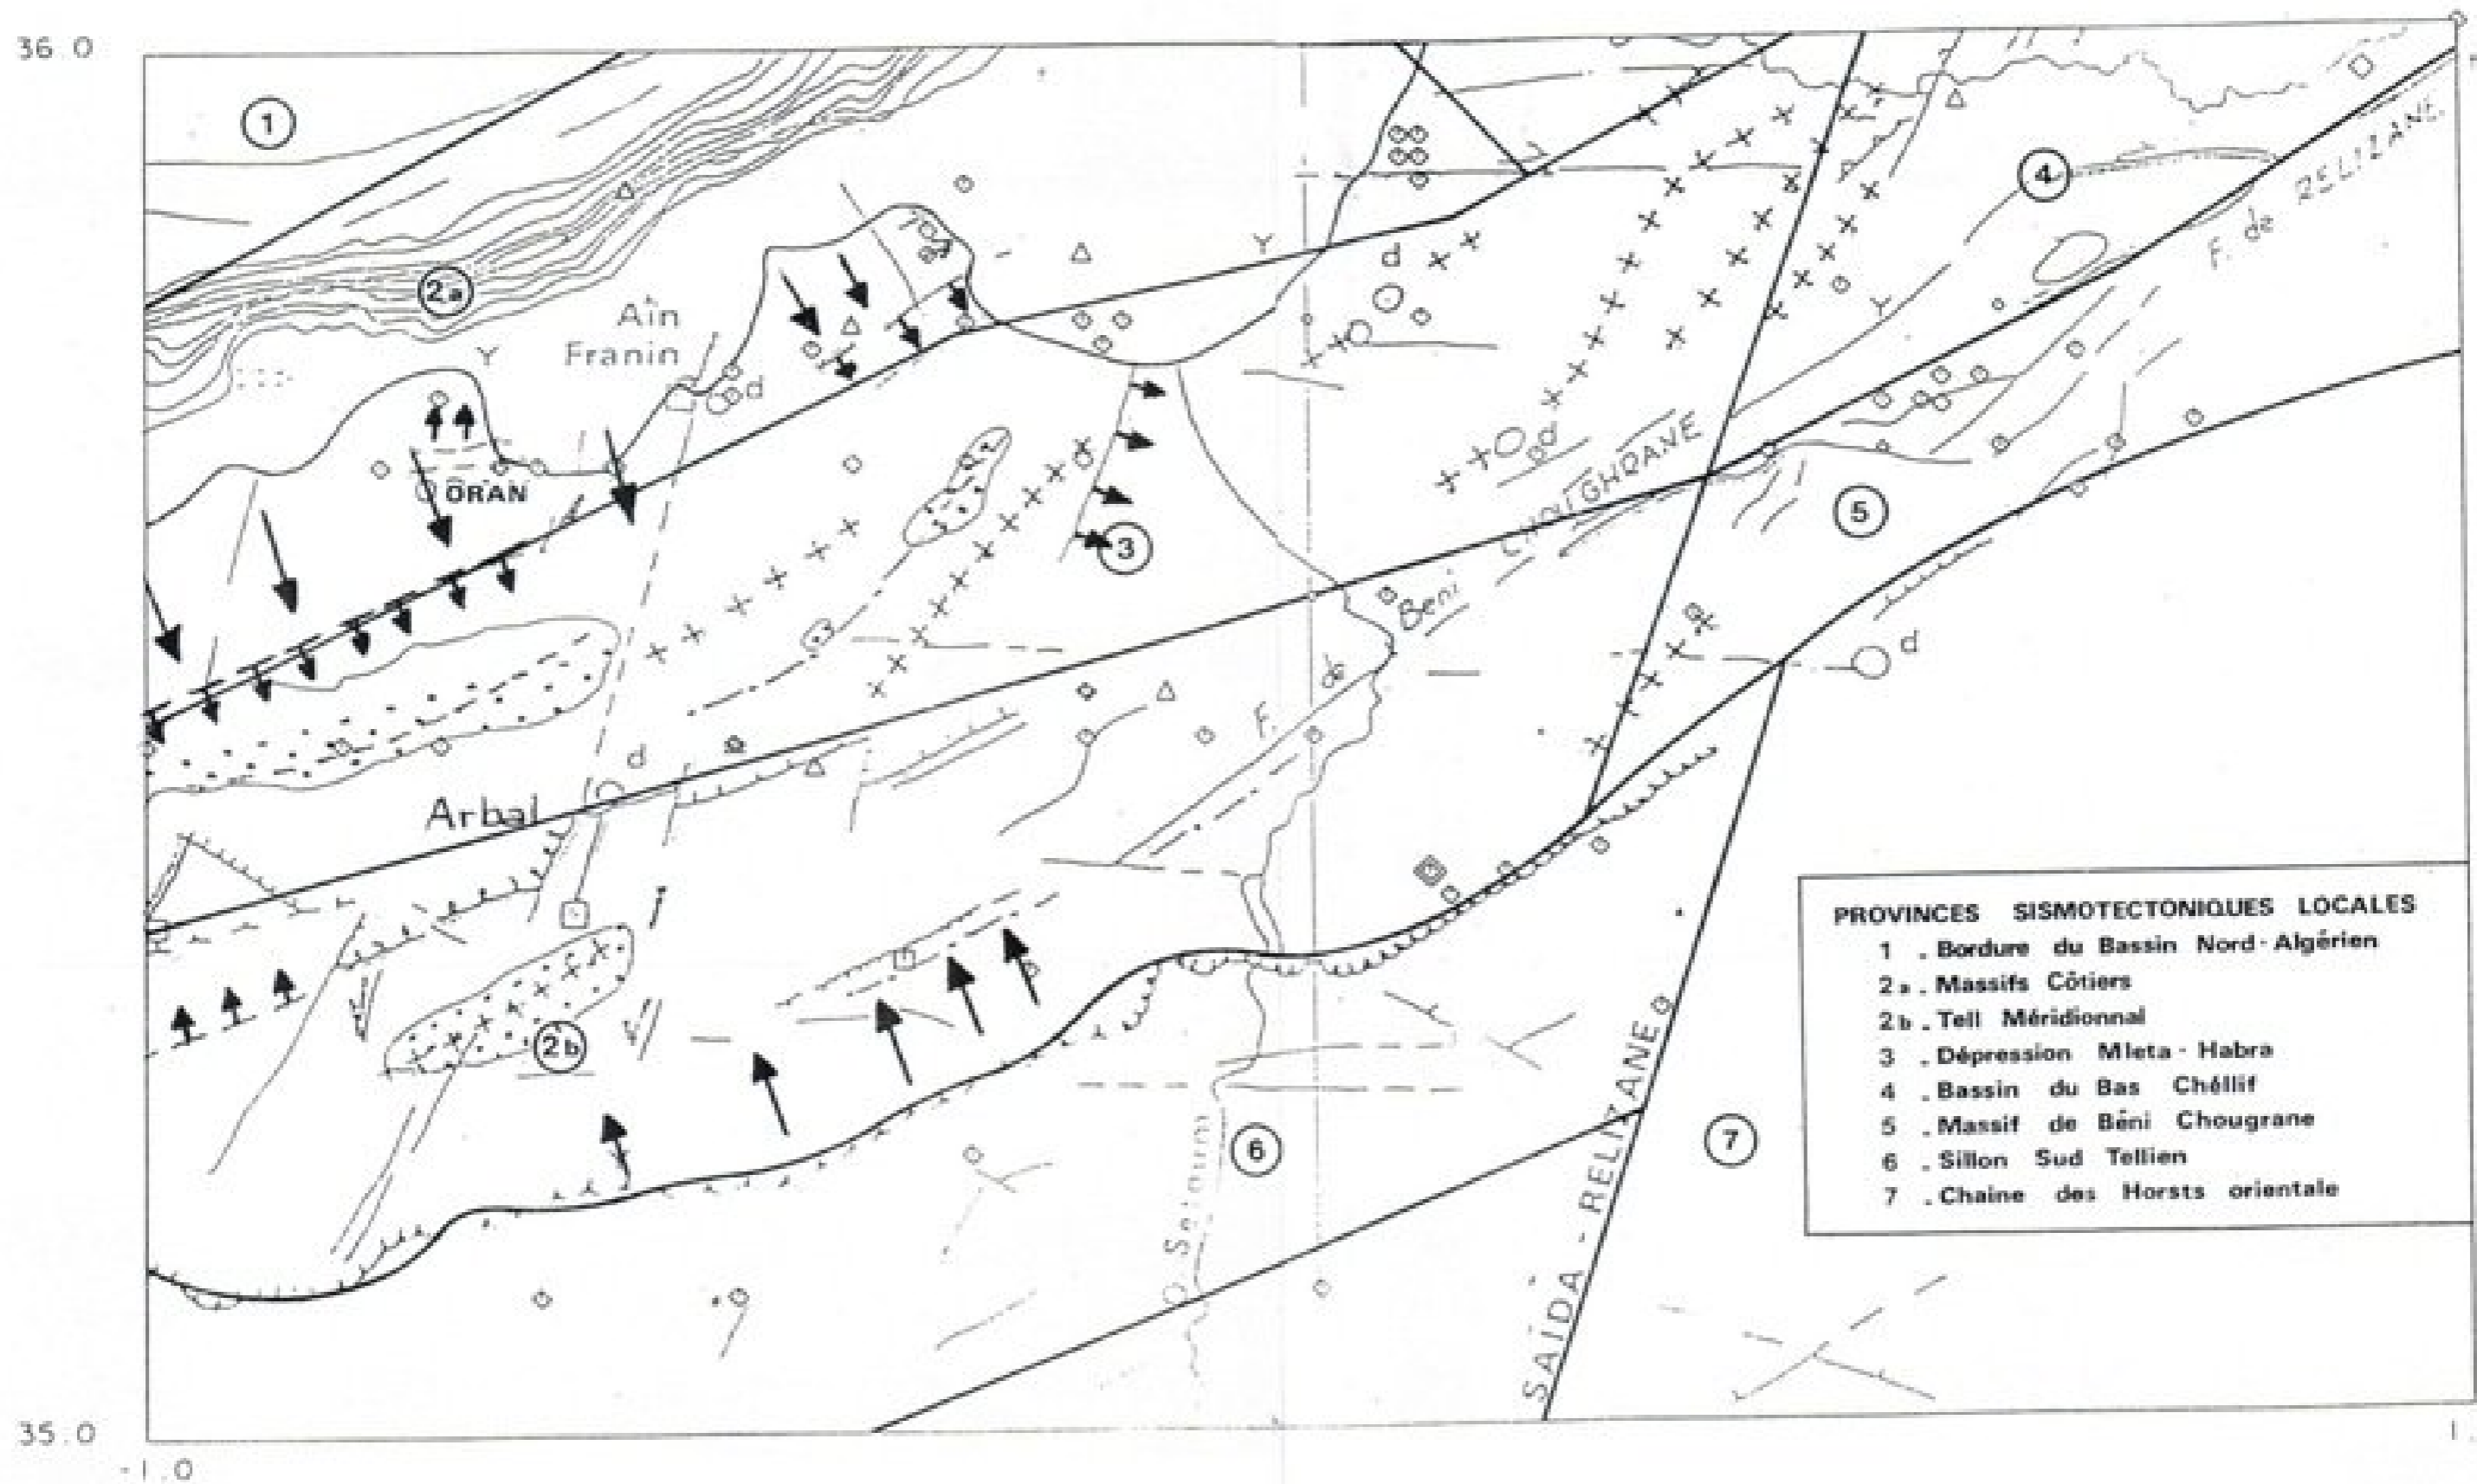 36.0
1
4
F. de RELIZANE
2a
d
Y
Aîn
Franin
Y
d
Y
ORAN
d
5
3
F. de Beni CHOUGHRANE
d
d
Arbal
PROVINCES SISMOTECTONIQUES LOCALES
1 . Bordure du Bassin Nord-Algérien
2a . Massifs Côtiers
2b . Tell Méridionnal
3 . Dépression Mleta - Habra
4 . Bassin du Bas Chéllif
5 . Massif de Béni Chougrane
6 . Sillon Sud Tellien
7 . Chaine des Horsts orientale
2b
6
7
SAÏDA - RELIZANE
35.0
-1.0
1.